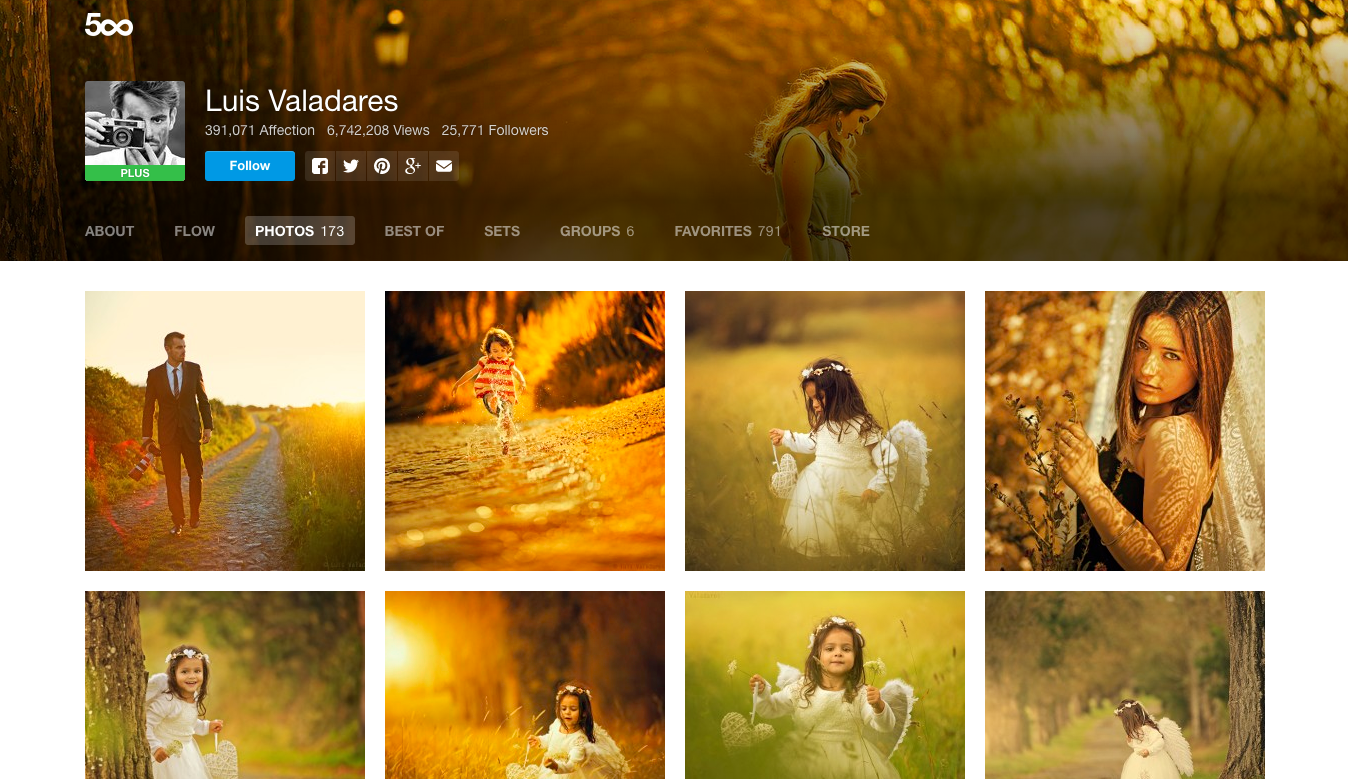 500
Luis Valadares
391,071 Affection 6,742,208 Views 25,771 Followers
PLUS
Follow
ABOUT FLOW PHOTOS 173 BEST OF SETS GROUPS 6 FAVORITES 791 STORE